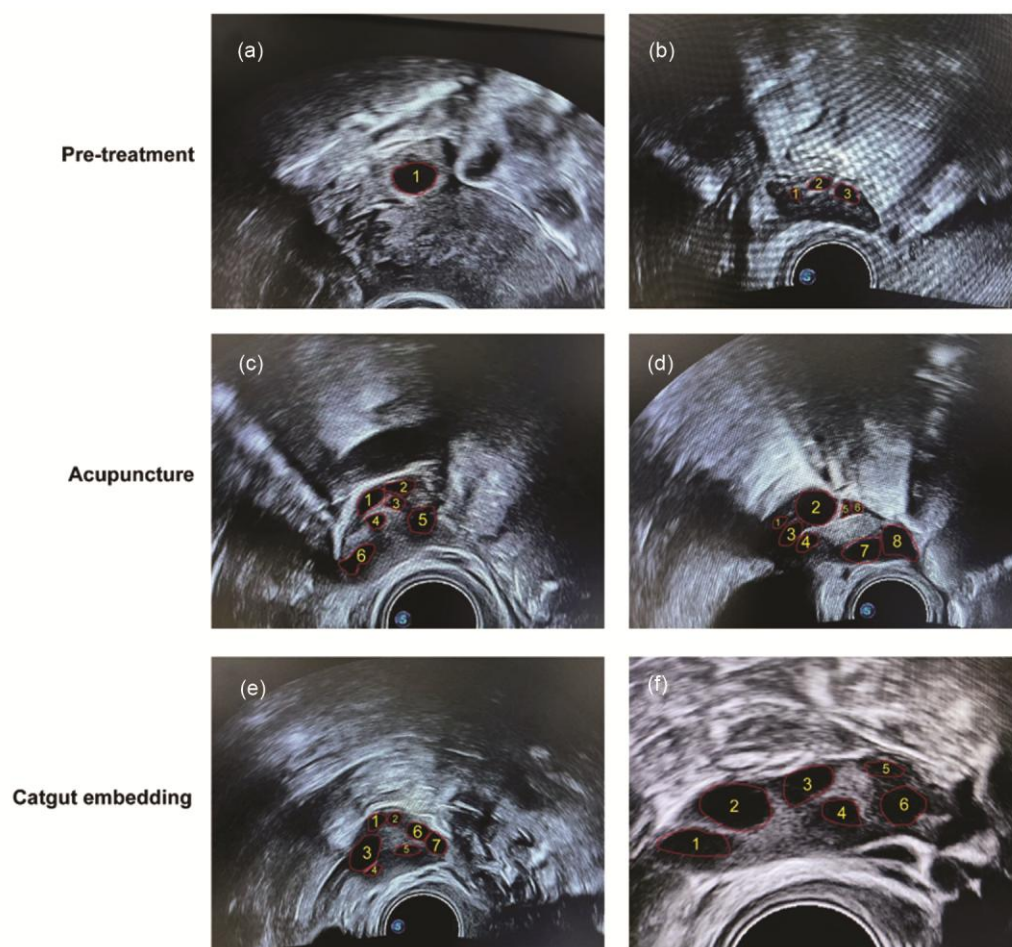 (a)
(b)
Pre-treatment
1
1 2 3
(c)
(d)
Acupuncture
1 2 3 4 5 6
1 2 3 4 5 6 7 8
(e)
(f)
Catgut embedding
1 2 3 4 5 6 7
1 2 3 4 5 6
S
S
S
S